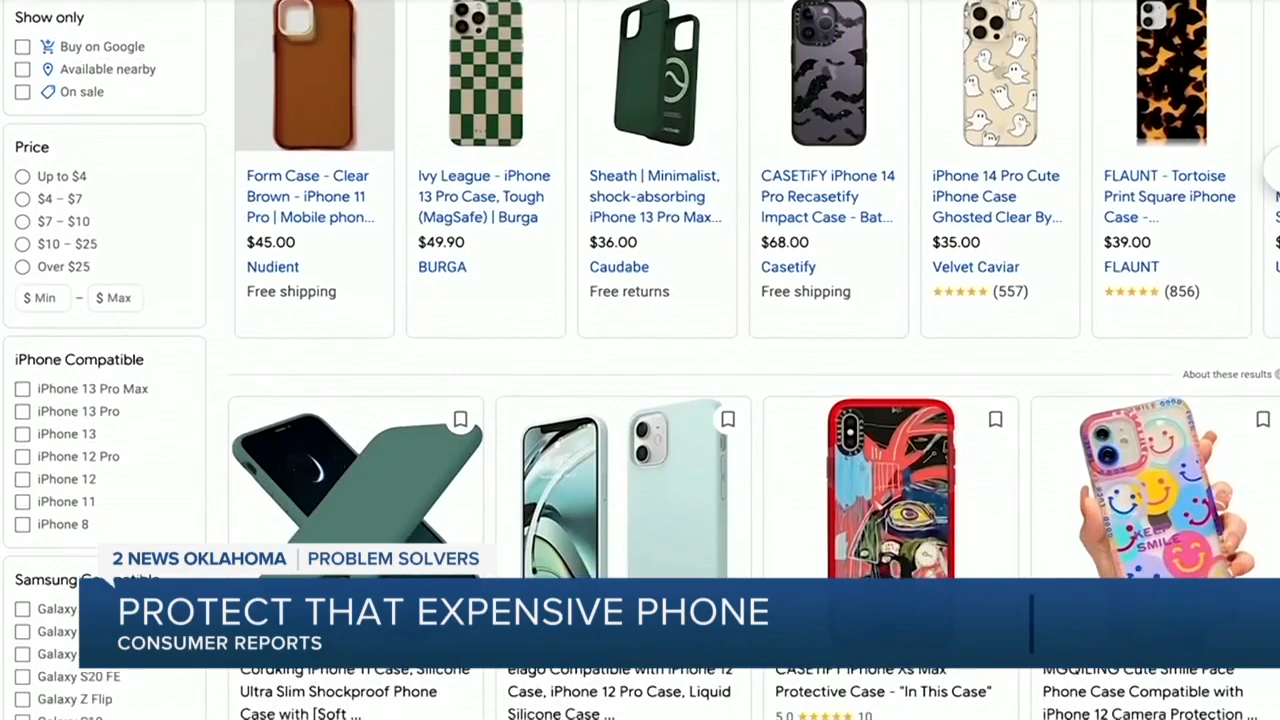 Show only
Buy on Google
Available nearby
On sale
Price
Up to $4
$4 – $7
$7 – $10
$10 – $25
Over $25
$ Min – $ Max
iPhone Compatible
iPhone 13 Pro Max
iPhone 13 Pro
iPhone 13
iPhone 12 Pro
iPhone 12
iPhone 11
iPhone 8
Samsung Compatible
Galaxy
Galaxy
Galaxy
Galaxy S20 FE
Galaxy Z Flip
Form Case - Clear
Brown - iPhone 11
Pro | Mobile phon...
$45.00
Nudient
Free shipping
Ivy League - iPhone
13 Pro Case, Tough
(MagSafe) | Burga
$49.90
BURGA
Sheath | Minimalist,
shock-absorbing
iPhone 13 Pro Max...
$36.00
Caudabe
Free returns
CASETiFY iPhone 14
Pro Recasetify
Impact Case - Bat...
$68.00
Casetify
Free shipping
iPhone 14 Pro Cute
iPhone Case
Ghosted Clear By...
$35.00
Velvet Caviar
(557)
FLAUNT - Tortoise
Print Square iPhone
Case -...
$39.00
FLAUNT
(856)
About these results
KEEP
SMILE
2 NEWS OKLAHOMA | PROBLEM SOLVERS
PROTECT THAT EXPENSIVE PHONE
CONSUMER REPORTS
Cordking iPhone 11 Case, Silicone
Ultra Slim Shockproof Phone
Case with [Soft ...
elago Compatible with iPhone 12
Case, iPhone 12 Pro Case, Liquid
Silicone Case ...
CASETiFY iPhone Xs Max
Protective Case - "In This Case"
5.0 10
MGQILING Cute Smile Face
Phone Case Compatible with
iPhone 12 Camera Protection ...